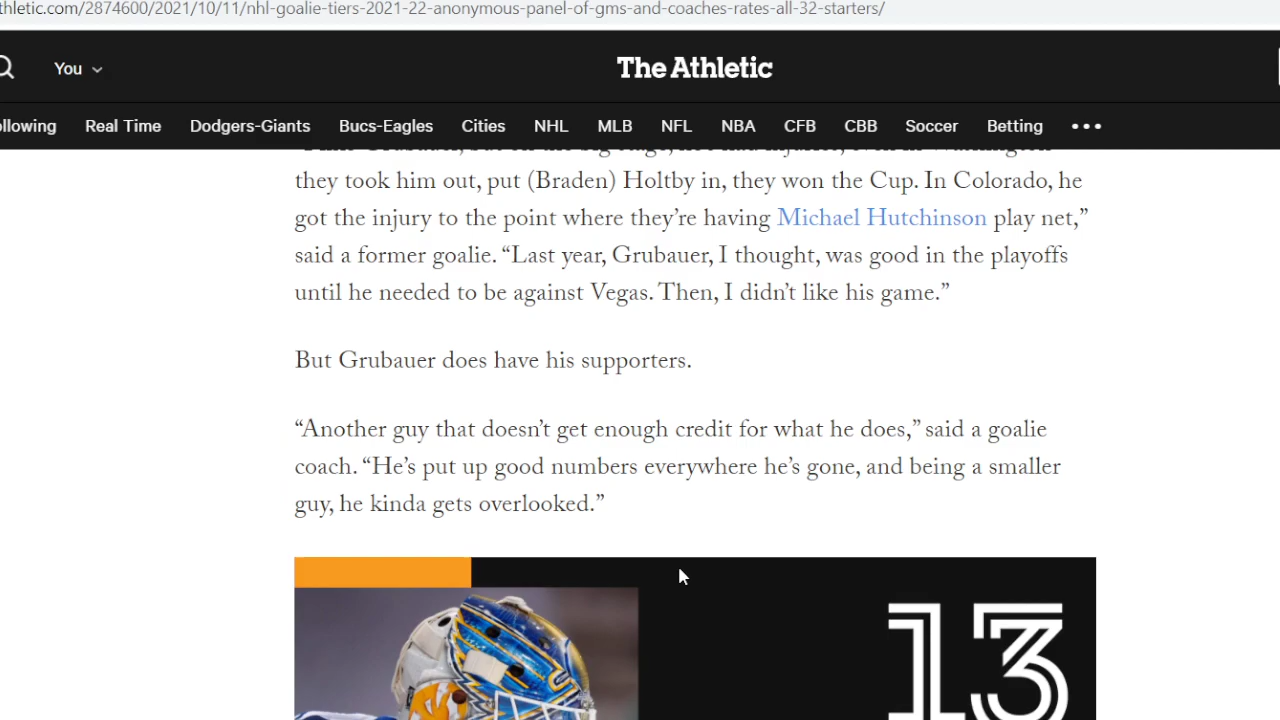 thletic.com/2874600/2021/10/11/nhl-goalie-tiers-2021-22-anonymous-panel-of-gms-and-coaches-rates-all-32-starters/
You
The Athletic
ollowing Real Time Dodgers-Giants Bucs-Eagles Cities NHL MLB NFL NBA CFB CBB Soccer Betting
they took him out, put (Braden) Holtby in, they won the Cup. In Colorado, he
got the injury to the point where they’re having Michael Hutchinson play net,”
said a former goalie. “Last year, Grubauer, I thought, was good in the playoffs
until he needed to be against Vegas. Then, I didn’t like his game.”
But Grubauer does have his supporters.
“Another guy that doesn’t get enough credit for what he does,” said a goalie
coach. “He’s put up good numbers everywhere he’s gone, and being a smaller
guy, he kinda gets overlooked.”
13